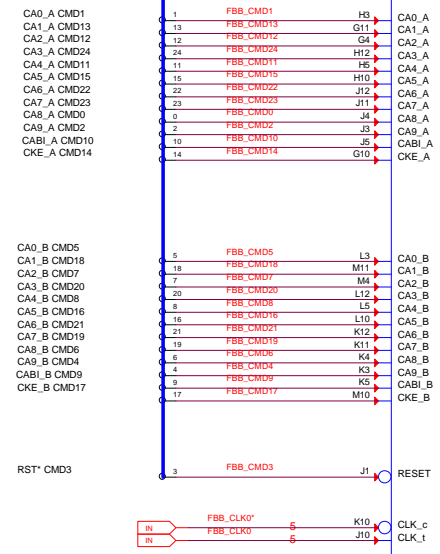 CA0_A CMD1 1 FBB_CMD1 H3 CA0_A
CA1_A CMD13 13 FBB_CMD13 G11 CA1_A
CA2_A CMD12 12 FBB_CMD12 G4 CA2_A
CA3_A CMD24 24 FBB_CMD24 H12 CA3_A
CA4_A CMD11 11 FBB_CMD11 H5 CA4_A
CA5_A CMD15 15 FBB_CMD15 H10 CA5_A
CA6_A CMD22 22 FBB_CMD22 J12 CA6_A
CA7_A CMD23 23 FBB_CMD23 J11 CA7_A
CA8_A CMD0 0 FBB_CMD0 J4 CA8_A
CA9_A CMD2 2 FBB_CMD2 J3 CA9_A
CABI_A CMD10 10 FBB_CMD10 J5 CABI_A
CKE_A CMD14 14 FBB_CMD14 G10 CKE_A
CA0_B CMD5 5 FBB_CMD5 L3 CA0_B
CA1_B CMD18 18 FBB_CMD18 M11 CA1_B
CA2_B CMD7 7 FBB_CMD7 M4 CA2_B
CA3_B CMD20 20 FBB_CMD20 L12 CA3_B
CA4_B CMD8 8 FBB_CMD8 L5 CA4_B
CA5_B CMD16 16 FBB_CMD16 L10 CA5_B
CA6_B CMD21 21 FBB_CMD21 K12 CA6_B
CA7_B CMD19 19 FBB_CMD19 K11 CA7_B
CA8_B CMD6 6 FBB_CMD6 K4 CA8_B
CA9_B CMD4 4 FBB_CMD4 K3 CA9_B
CABI_B CMD9 9 FBB_CMD9 K5 CABI_B
CKE_B CMD17 17 FBB_CMD17 M10 CKE_B
RST* CMD3 3 FBB_CMD3 J1 RESET
IN FBB_CLK0* 5 K10 CLK_c
IN FBB_CLK0 5 J10 CLK_t